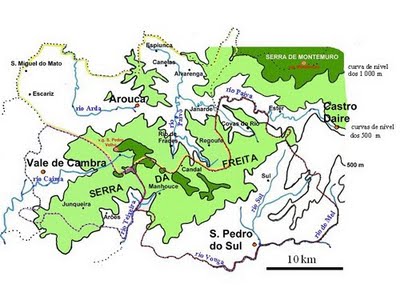 Espiunca
SERRA DE MONTEMURO
Canelas
S. Miguel do Mato
Alvarenga
curva de nível
dos 1 000 m
Escariz
rio Arda
Arouca
rio Paiva
Janarde
Ester
Castro
Daire
Covas do Rio
curvas de nível
dos 500 m
Rio de
Frades
Regoufe
Vale de Cambra
FREITA
500 m
rio Caima
Candal
DA
SERRA
Manhouce
Sul
Junqueira
Arões
rio Teixeira
rio Sul
rio de Mel
S. Pedro
do Sul
rio Vouga
10 km